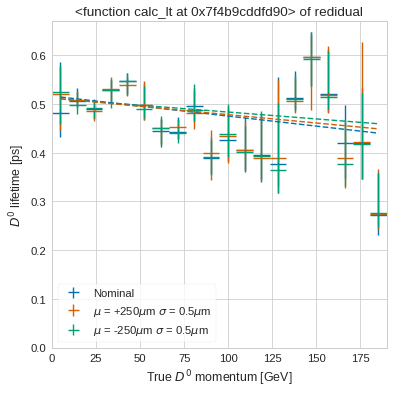 <function calc_lt at 0x7f4b9cddfd90> of redidual
0.6
0.5
0.4
0.3
0.2
0.1
0.0
D⁰ lifetime [ps]
Nominal
μ = +250μm σ = 0.5μm
μ = -250μm σ = 0.5μm
0 25 50 75 100 125 150 175
True D⁰ momentum [GeV]